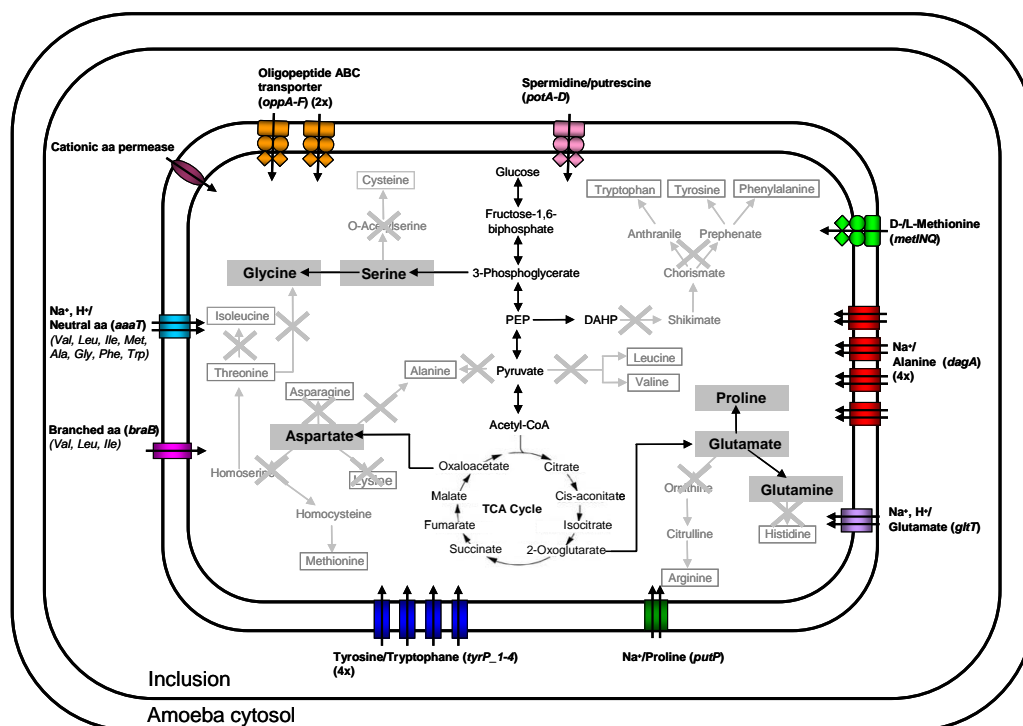 Oligopeptide ABC
transporter
(oppA-F) (2x)
Spermidine/putrescine
(potA-D)
Cationic aa permease
Cysteine
O-Acetylserine
Glycine
Serine
Glucose
Fructose-1,6-
biphosphate
3-Phosphoglycerate
PEP
DAHP
Shikimate
Chorismate
Anthranile
Prephenate
Tryptophan
Tyrosine
Phenylalanine
D-/L-Methionine
(metINQ)
Na+, H+/
Neutral aa (aaaT)
(Val, Leu, Ile, Met,
Ala, Gly, Phe, Trp)
Isoleucine
Threonine
Asparagine
Alanine
Pyruvate
Leucine
Valine
Na+/
Alanine (dagA)
(4x)
Branched aa (braB)
(Val, Leu, Ile)
Aspartate
Homoserine
Lysine
Homocysteine
Methionine
Acetyl-CoA
Oxaloacetate
Citrate
Malate
Cis-aconitate
TCA Cycle
Fumarate
Isocitrate
Succinate
2-Oxoglutarate
Proline
Glutamate
Glutamine
Ornithine
Histidine
Citrulline
Arginine
Na+, H+/
Glutamate (gltT)
Tyrosine/Tryptophane (tyrP_1-4)
(4x)
Na+/Proline (putP)
Inclusion
Amoeba cytosol